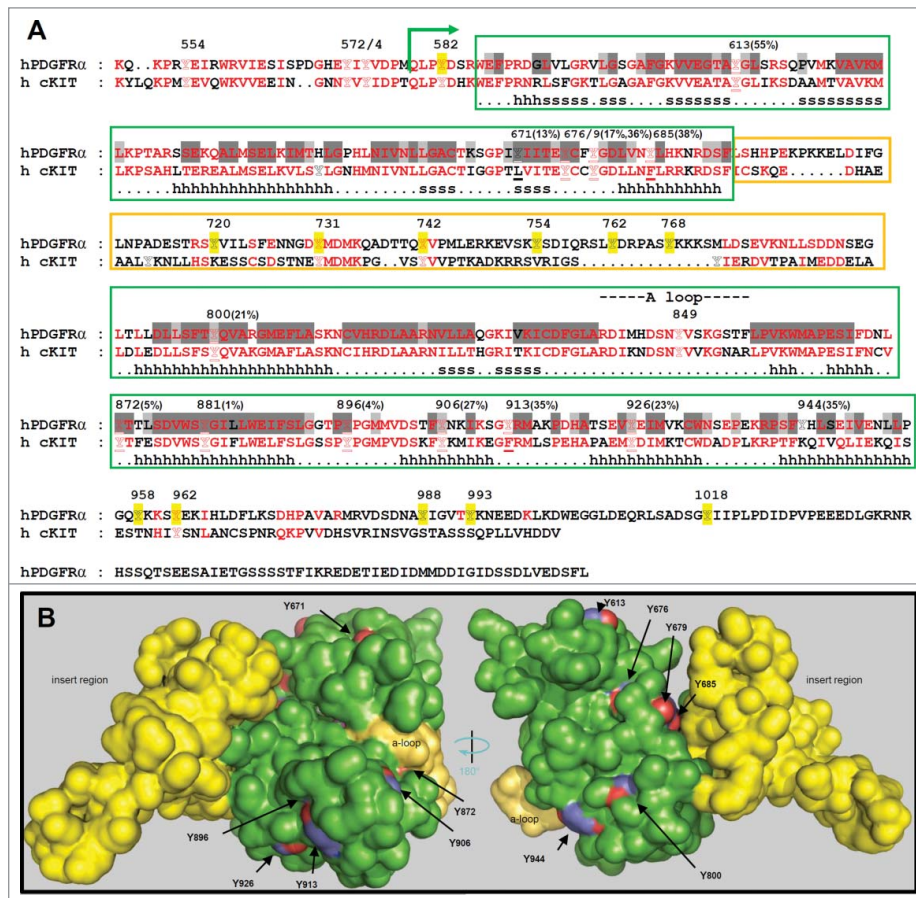 A
554 572/4 582 613(55%)
hPDGFRα : KQ..KPRYEIRWRVIESISPDGHEYIYVDPMQLPYDSRWEFPRDGLVLGRVLGSGAFGKVVEGTAYGLSRSQPVMKVAVKM
h cKIT : KYLQKPMYEVQWKVVEEIN.GNNYVYIDPTQLPYDHKWEFPRNRLSFGKTLGAGAFGKVVEATAYGLIKSDAAMTVAVKM
....hhhsssss...sssss....sssssss.......sssssss
671(13%) 676/9(17%,36%) 685(38%)
hPDGFRα : LKPTARSSEKQALMSELKIMTHLGPHLNIVNLLGACTKSGPIYIITEYCFYGDLVNYLHKNRDSFLSHHPEKPKKELDIFG
h cKIT : LKPSAHLTEREALMSELKVLSYLGNHMNIVNLLGACTIGGPTLVITEYCCYGDLLNFLRRKRDSFICSKQE......DHAE
720 731 742 754 762 768
hPDGFRα : LNPADESTRSYVILSFENNGDYMDMKQADTTQYVPMLERKEVSKYSDIQRSLYDRPASYKKKSMLDSEVKNLLSDDNSEG
h cKIT : AALYKNLLHSKESSCSDSTNEYMDMKPG..VSYVVPTKADKRRSVRIGS............YIERDVTPAIMEDDELA
-----A loop------
800(21%) 849
hPDGFRα : LTLLDLLSFTYQVARGMEFLASKNCVHRDLAARNVLLAQGKIVKICDFGLARDIMHDSNYVSKGSTFLPVKWMAPESIFDNL
h cKIT : LDLEDLLSFSYQVAKGMAFLASKNCIHRDLAARNILLTHGRITKICDFGLARDIKNDSNYVVKGNARLPVKWMAPESIFNCV
872(5%) 881(1%) 896(4%) 906(27%) 913(35%) 926(23%) 944(35%)
hPDGFRα : YTTLSDVWSYGILLWEIFSLGGTPYPGMMVDSTFYNKIKSGYRMAKPDHATSEVYEIMVKCWNSEPEKRPSFYHLSEIVENLLP
h cKIT : YTFESDVWSYGIFLWELFSLGSSPYPGMPVDSKFYKMIKEGFRMLSPEHAPAEMYDIMKTCWDADPLKRPTFKQIVQLIEKQIS
958 962 988 993 1018
hPDGFRα : GQYKKSYEKIHLDFLKSDHPAVARMRVDSDNAYIGVTYKNEEDKLKDWEGGLDEQRLSADSGYIIPLPDIDPVPEEEDLGKRNR
h cKIT : ESTNHIYSNLANCSPNRQKPVVDHSVRINSVGSTASSSQPLLVHDDV
hPDGFRα : HSSQTSEESAIETGSSSSTFIKREDETIEDIDMMDDIGIDSSDLVEDSFL
B
Y671
insert region
a-loop
Y872
Y906
Y896
Y926
Y913
180°
Y613
Y676
Y679
Y685
insert region
a-loop
Y944
Y800